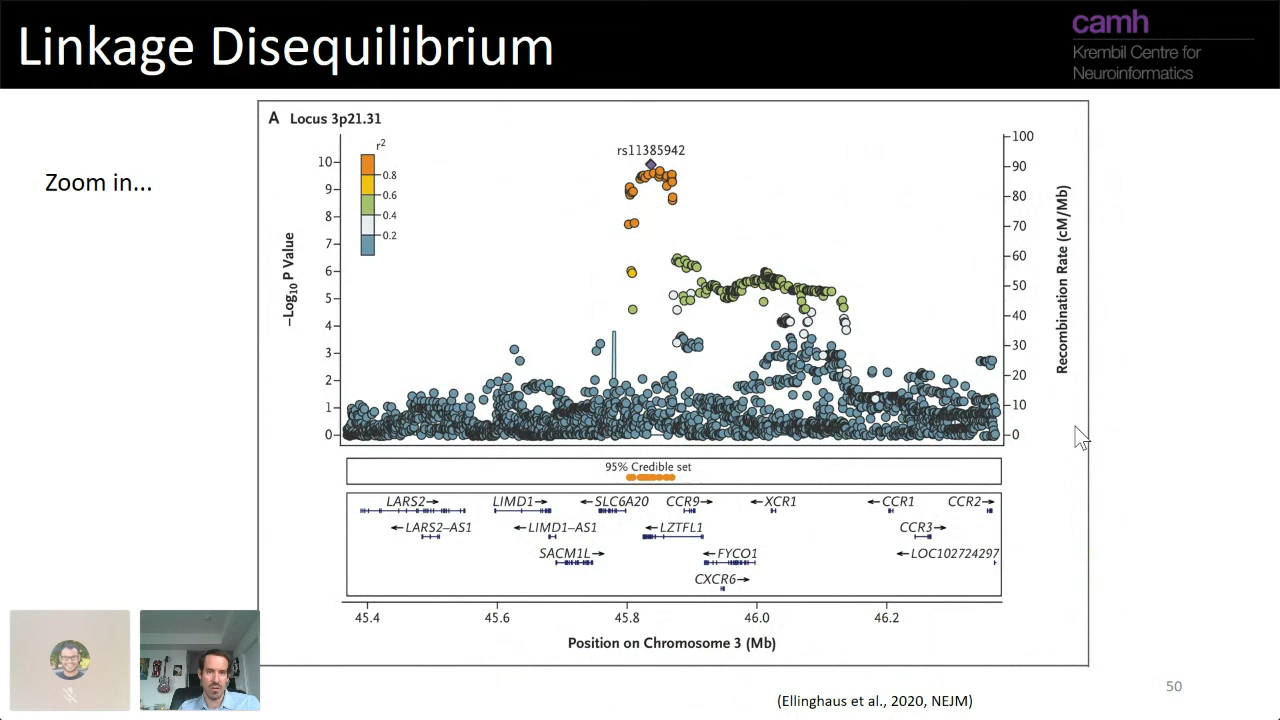 Linkage Disequilibrium
camh
Krembil Centre for
Neuroinformatics
Zoom in...
A Locus 3p21.31
r²
0.8
0.6
0.4
0.2
rs11385942
−Log₁₀ P Value
10
9
8
7
6
5
4
3
2
1
0
100
90
80
70
60
50
40
30
20
10
0
Recombination Rate (cM/Mb)
95% Credible set
LARS2→ LIMD1→ ←SLC6A20 CCR9→ ←XCR1 ←CCR1 CCR2→
←LARS2–AS1 ←LIMD1–AS1 ←LZTFL1 CCR3→
SACM1L→ ←FYCO1 ←LOC102724297
CXCR6→
45.4 45.6 45.8 46.0 46.2
Position on Chromosome 3 (Mb)
(Ellinghaus et al., 2020, NEJM)
50